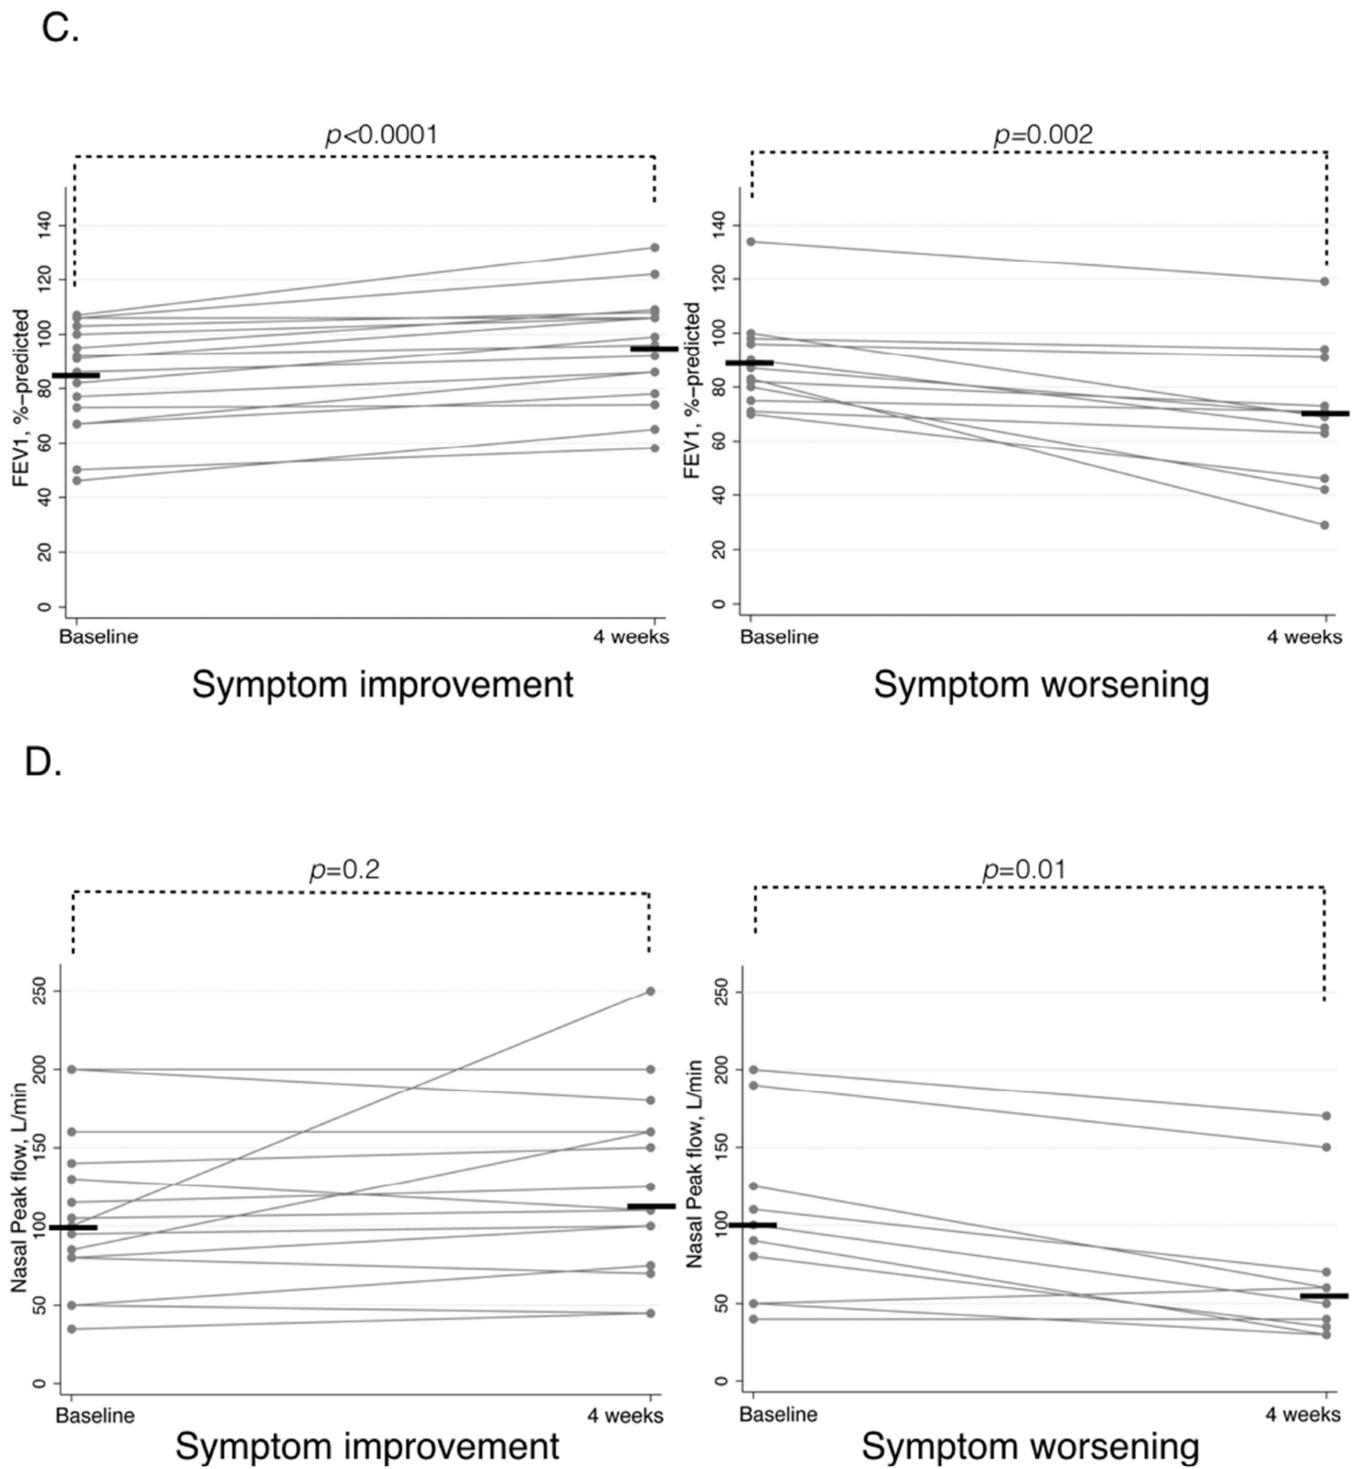 C.
p<0.0001
p=0.002
FEV1, %-predicted
0 20 40 60 80 100 120 140
Baseline 4 weeks
Symptom improvement
FEV1, %-predicted
0 20 40 60 80 100 120 140
Baseline 4 weeks
Symptom worsening
D.
p=0.2
p=0.01
Nasal Peak flow, L/min
0 50 100 150 200 250
Baseline 4 weeks
Symptom improvement
Nasal Peak flow, L/min
0 50 100 150 200 250
Baseline 4 weeks
Symptom worsening